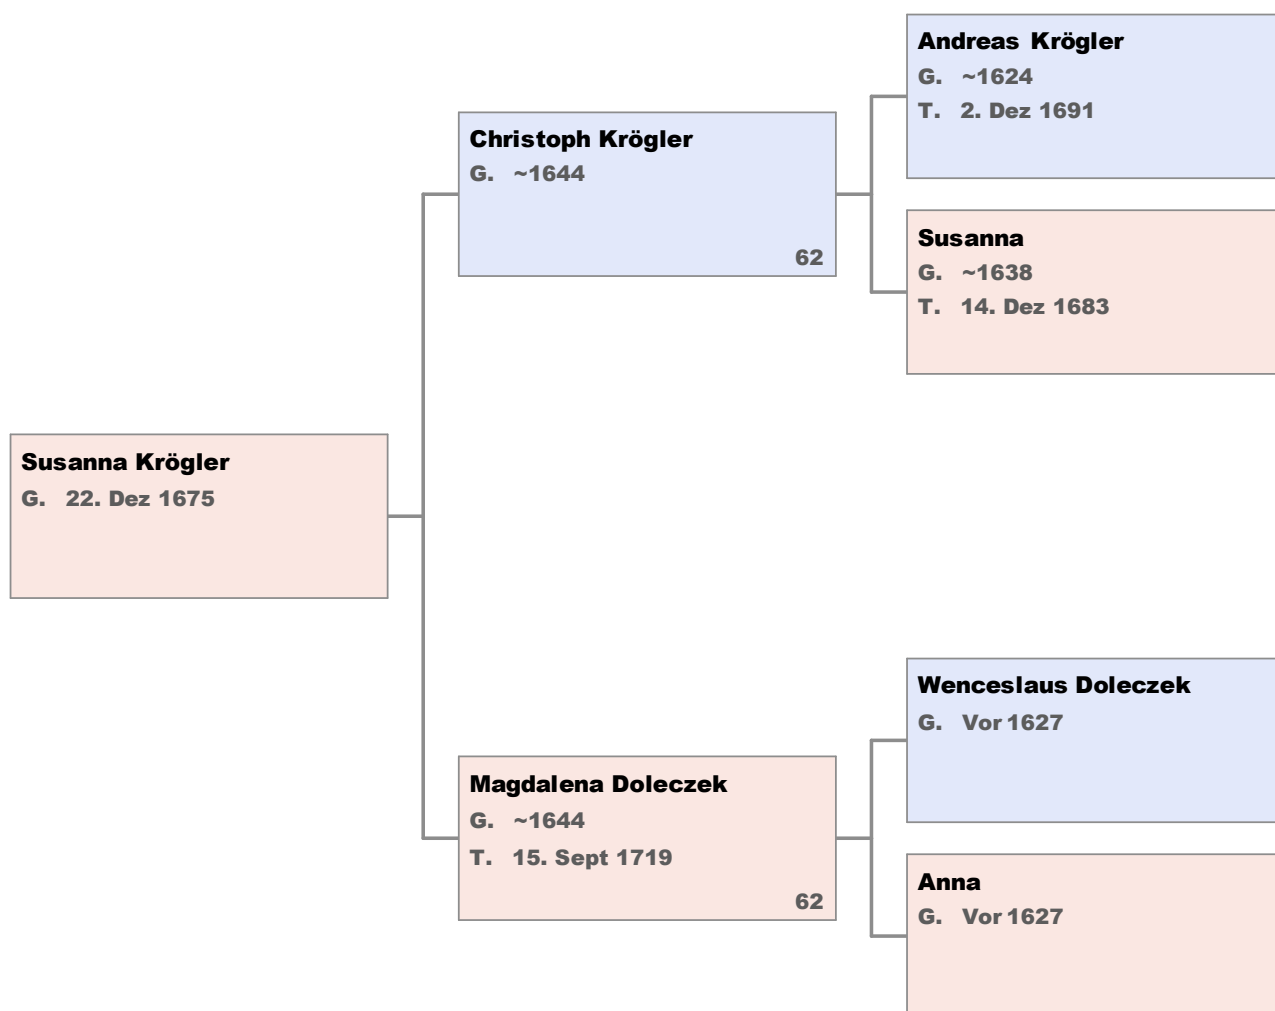 Andreas Krögler
G. ~1624
T. 2. Dez 1691
Christoph Krögler
G. ~1644
62
Susanna
G. ~1638
T. 14. Dez 1683
Susanna Krögler
G. 22. Dez 1675
Wenceslaus Doleczek
G. Vor 1627
Magdalena Doleczek
G. ~1644
T. 15. Sept 1719
62
Anna
G. Vor 1627